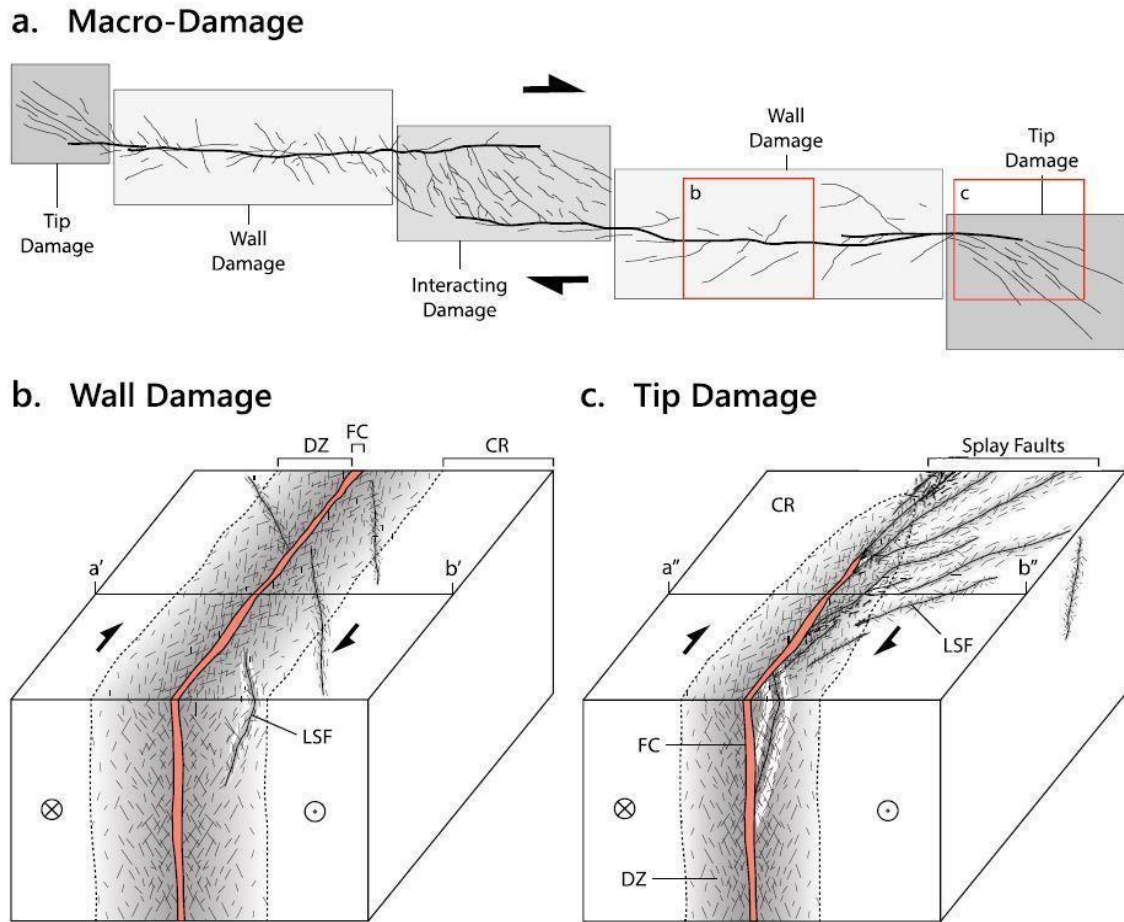 a. Macro-Damage
Tip
Damage
Wall
Damage
Interacting
Damage
Wall
Damage
b
Tip
Damage
c
b. Wall Damage
DZ
FC
CR
a'
b'
LSF
c. Tip Damage
Splay Faults
CR
a"
b"
LSF
FC
DZ